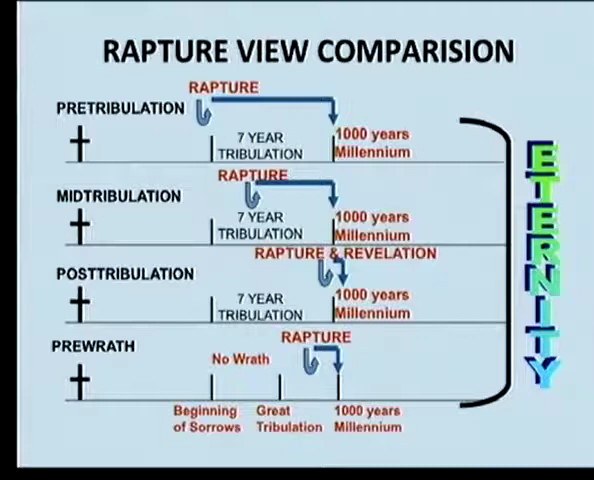 RAPTURE VIEW COMPARISION
RAPTURE
PRETRIBULATION
7 YEAR
TRIBULATION
1000 years
Millennium
RAPTURE
MIDTRIBULATION
7 YEAR
TRIBULATION
1000 years
Millennium
RAPTURE & REVELATION
POSTTRIBULATION
7 YEAR
TRIBULATION
1000 years
Millennium
RAPTURE
PREWRATH
No Wrath
Beginning
of Sorrows
Great
Tribulation
1000 years
Millennium
ETERNITY